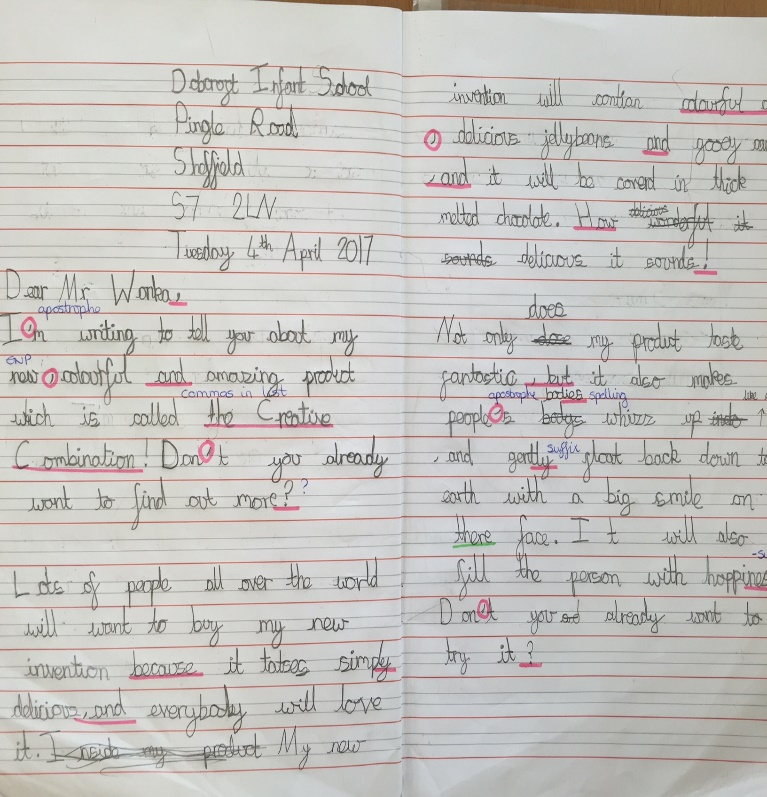 Dobcroft Infant School
Pingle Road
Sheffield
S7 2LN
Tuesday 4th April 2017
Dear Mr Wonka,
apostrophe
I'm writing to tell you about my
ENP
new, colourful and amazing product
commas in list
wich is called the Creative
Combination! Don't you already
want to find out more? ?
Lots of people all over the world
will want to buy my new
invention because it tatses simply
delicious, and everybody will love
it. Inside my product My new
invention will contian colourful
, delicious jellybeans and gooey
, and it will be coverd in thick
melted chocolate. How delicious wonderful it
sounds delicious it sounds!
does
Not only dose my product taste
fantastic, but it also makes
apostrophe bodies spelling
people's bodys whizz up into
suffix
, and gently float back down to
earth with a big smile on
there face. It will also
fill the person with happiness
Don't you already want to
try it?